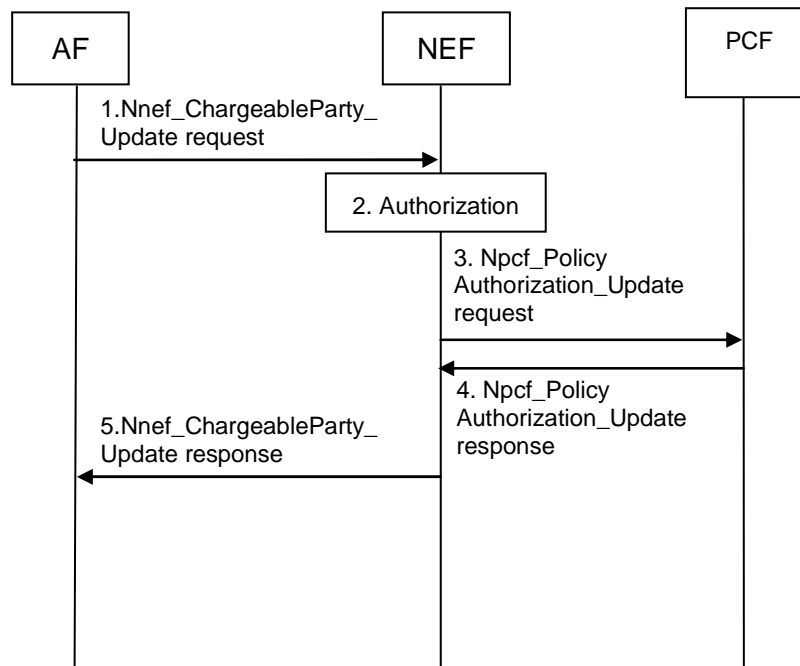 AF
NEF
PCF
1.Nnef_ChargeableParty_
Update request
2. Authorization
3. Npcf_Policy
Authorization_Update
request
4. Npcf_Policy
Authorization_Update
response
5.Nnef_ChargeableParty_
Update response